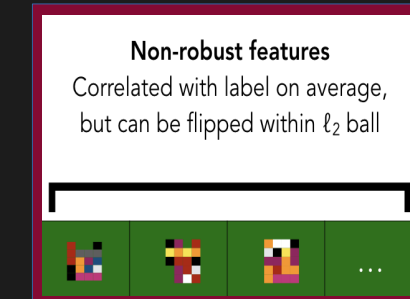 Non-robust features
Correlated with label on average,
but can be flipped within ℓ₂ ball
...